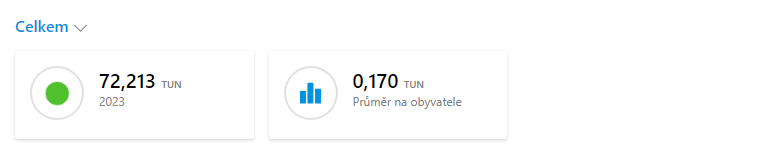 Celkem
72,213 TUN
2023
0,170 TUN
Průměr na obyvatele